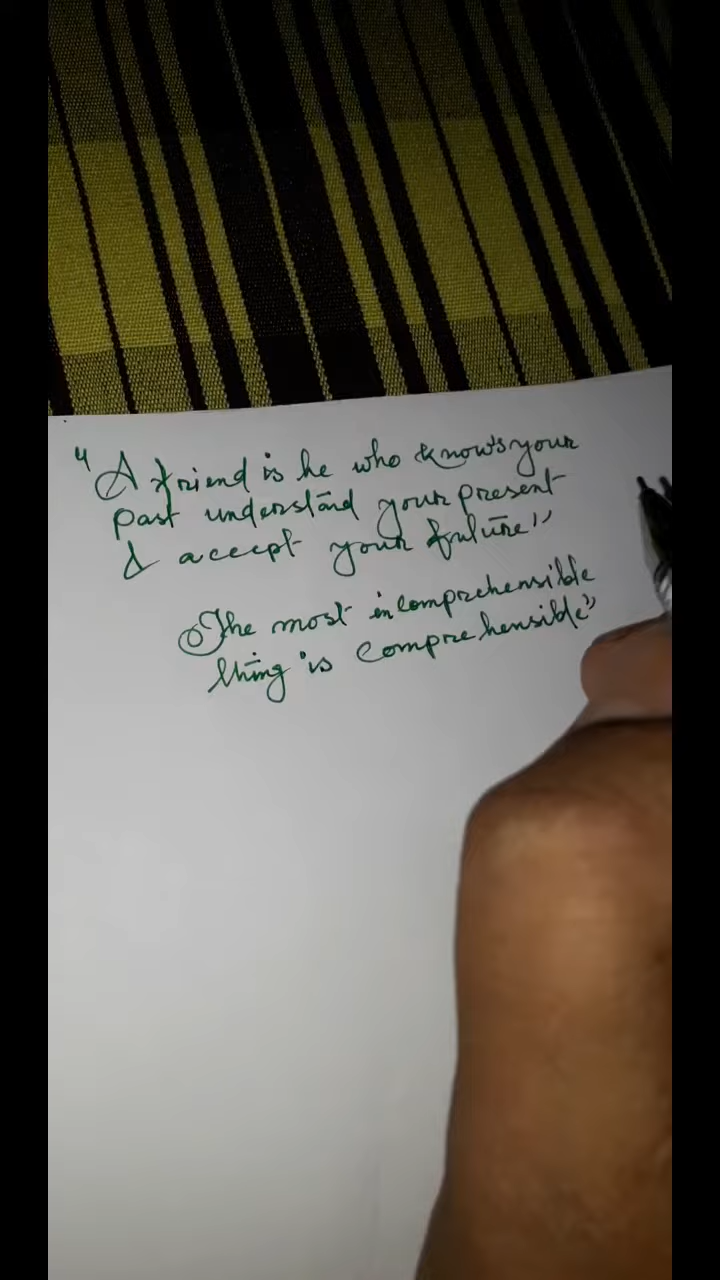 "A friend is he who knows your
past understand your present
& accept your future"
The most incomprehensible
thing is comprehensible"